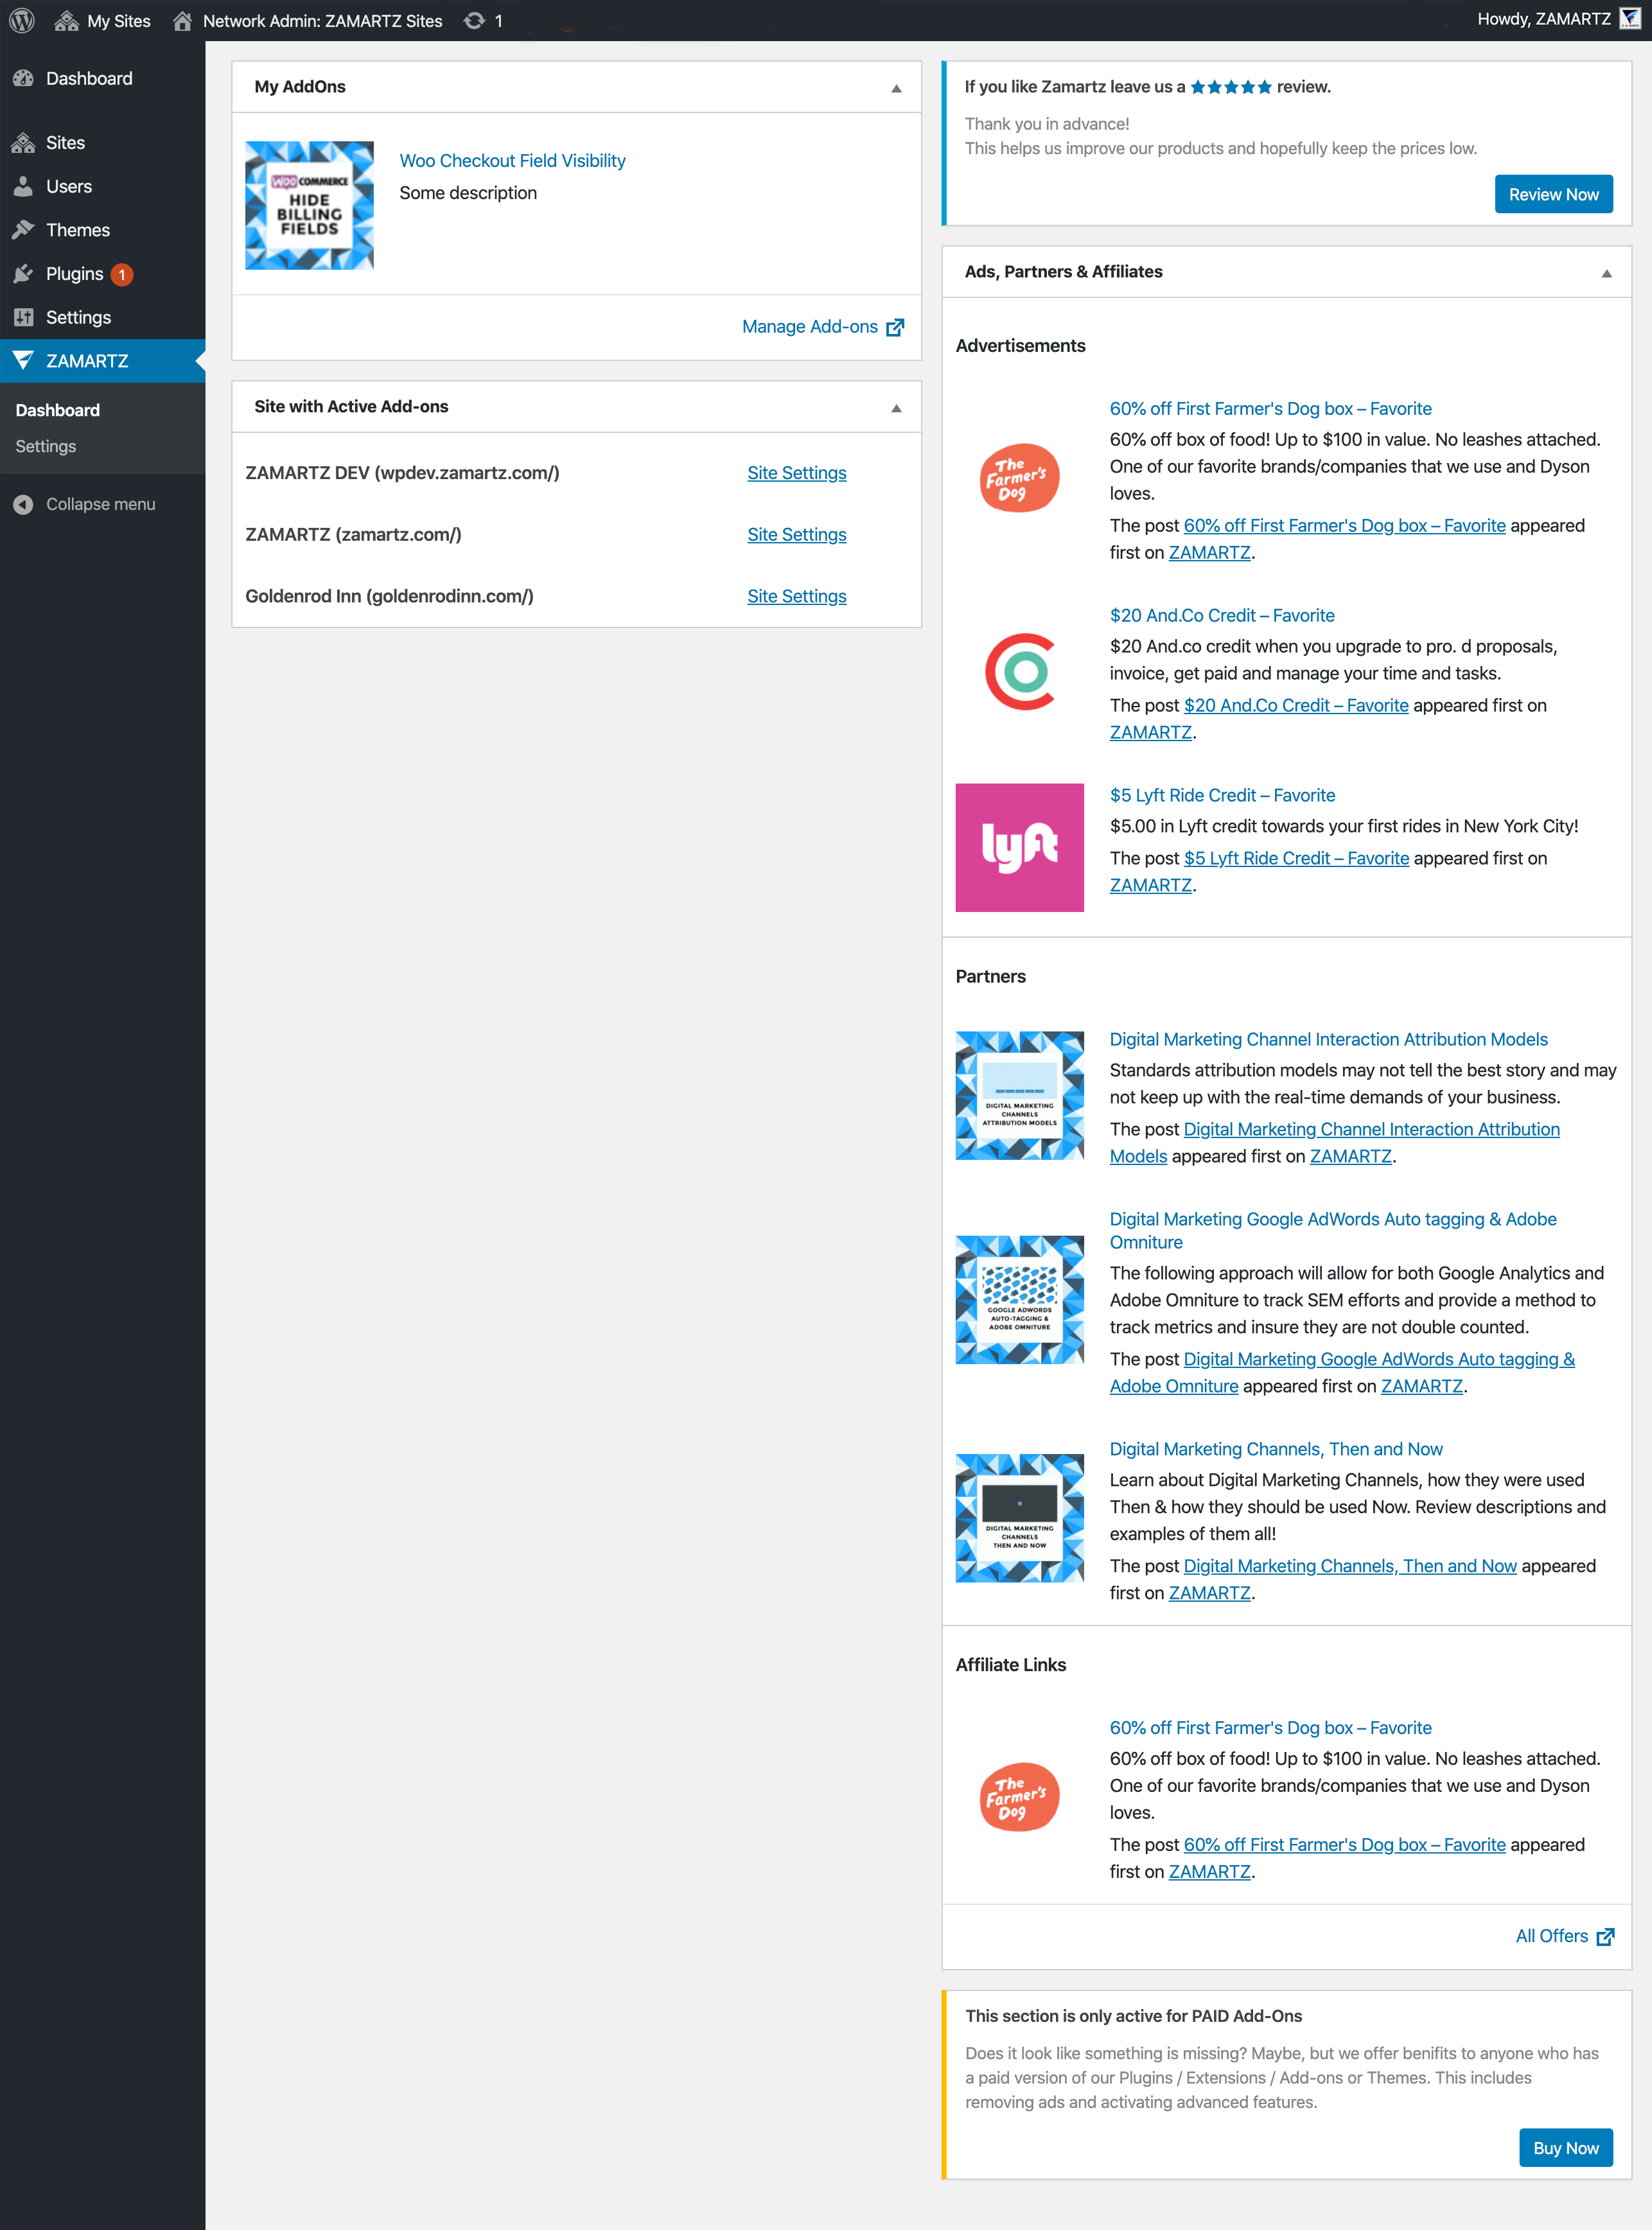 My Sites
Network Admin: ZAMARTZ Sites
1
Howdy, ZAMARTZ
Dashboard
Sites
Users
Themes
Plugins 1
Settings
ZAMARTZ
Dashboard
Settings
Collapse menu
My AddOns
WOO COMMERCE
HIDE
BILLING
FIELDS
Woo Checkout Field Visibility
Some description
Manage Add-ons
Site with Active Add-ons
ZAMARTZ DEV (wpdev.zamartz.com/) Site Settings
ZAMARTZ (zamartz.com/) Site Settings
Goldenrod Inn (goldenrodinn.com/) Site Settings
If you like Zamartz leave us a ★★★★★ review.
Thank you in advance!
This helps us improve our products and hopefully keep the prices low.
Review Now
Ads, Partners & Affiliates
Advertisements
The
Farmer's
Dog
60% off First Farmer's Dog box – Favorite
60% off box of food! Up to $100 in value. No leashes attached.
One of our favorite brands/companies that we use and Dyson
loves.
The post 60% off First Farmer's Dog box – Favorite appeared
first on ZAMARTZ.
$20 And.Co Credit – Favorite
$20 And.co credit when you upgrade to pro. d proposals,
invoice, get paid and manage your time and tasks.
The post $20 And.Co Credit – Favorite appeared first on
ZAMARTZ.
lyft
$5 Lyft Ride Credit – Favorite
$5.00 in Lyft credit towards your first rides in New York City!
The post $5 Lyft Ride Credit – Favorite appeared first on
ZAMARTZ.
Partners
DIGITAL MARKETING
CHANNELS
ATTRIBUTION MODELS
Digital Marketing Channel Interaction Attribution Models
Standards attribution models may not tell the best story and may
not keep up with the real-time demands of your business.
The post Digital Marketing Channel Interaction Attribution
Models appeared first on ZAMARTZ.
GOOGLE ADWORDS
AUTO-TAGGING &
ADOBE OMNITURE
Digital Marketing Google AdWords Auto tagging & Adobe
Omniture
The following approach will allow for both Google Analytics and
Adobe Omniture to track SEM efforts and provide a method to
track metrics and insure they are not double counted.
The post Digital Marketing Google AdWords Auto tagging &
Adobe Omniture appeared first on ZAMARTZ.
DIGITAL MARKETING
CHANNELS
THEN AND NOW
Digital Marketing Channels, Then and Now
Learn about Digital Marketing Channels, how they were used
Then & how they should be used Now. Review descriptions and
examples of them all!
The post Digital Marketing Channels, Then and Now appeared
first on ZAMARTZ.
Affiliate Links
The
Farmer's
Dog
60% off First Farmer's Dog box – Favorite
60% off box of food! Up to $100 in value. No leashes attached.
One of our favorite brands/companies that we use and Dyson
loves.
The post 60% off First Farmer's Dog box – Favorite appeared
first on ZAMARTZ.
All Offers
This section is only active for PAID Add-Ons
Does it look like something is missing? Maybe, but we offer benifits to anyone who has
a paid version of our Plugins / Extensions / Add-ons or Themes. This includes
removing ads and activating advanced features.
Buy Now